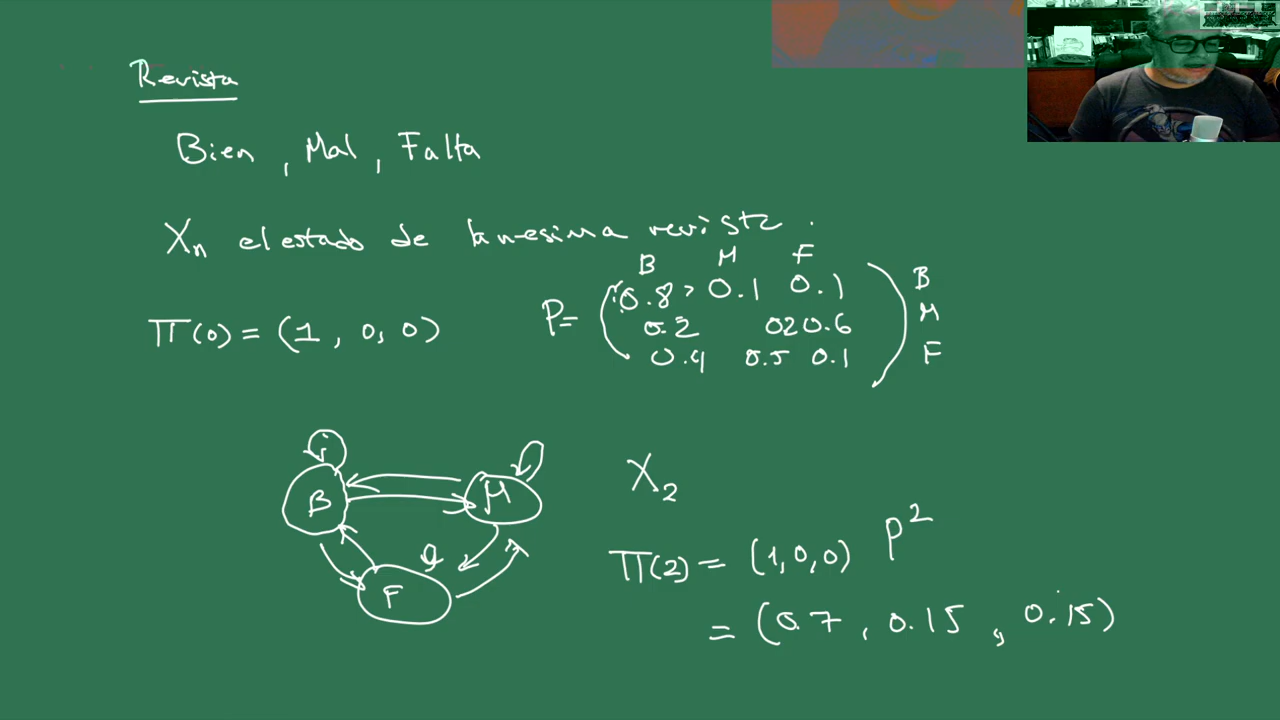 Revista
Bien, Mal, Falta
Xn el estado de la n-esima revista.
B M F
Π(0) = (1, 0, 0)
P=
0.8 0.1 0.1 B
0.2 02 0.6 M
0.4 0.5 0.1 F
B M
F
X2
Π(2) = (1,0,0) P2
= (0.7, 0.15, 0.15)